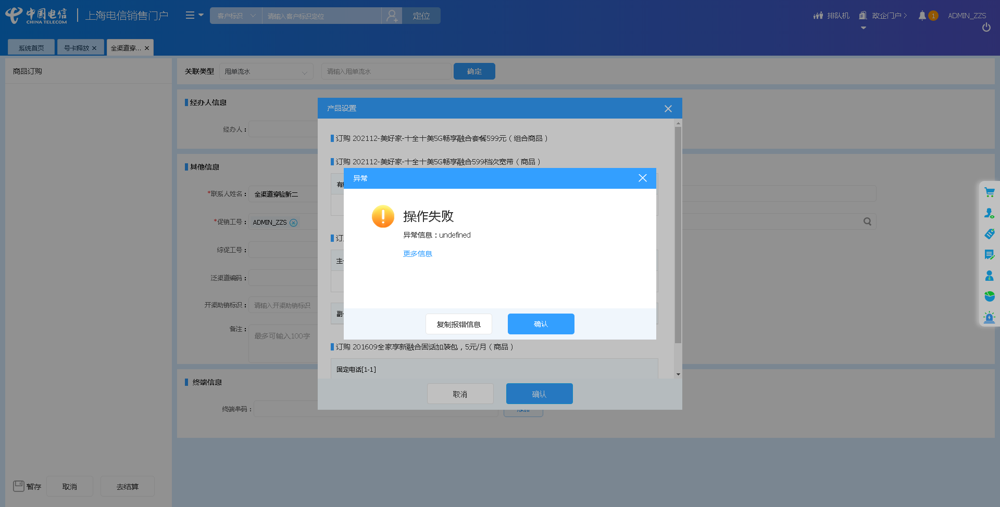 中国电信
CHINA TELECOM
上海电信销售门户
客户标识
请输入客户标识定位
定位
排队机
政企门户
1
ADMIN_ZZS
系统首页
号卡释放
全渠道穿...
商品订购
关联类型
甩单流水
请输入甩单流水
确定
经办人信息
经办人：
其他信息
*联系人姓名：
全渠道穿验新二
*促销工号：
ADMIN_ZZS
综促工号：
泛渠道编码：
开渠助销标识：
请输入开渠助销标识
备注：
最多可输入100字
终端信息
终端串码：
产品设置
订购 202112-美好家-十全十美5G畅享融合套餐599元（组合商品）
订购 202112-美好家-十全十美5G畅享融合599档次宽带（商品）
异常
操作失败
异常信息：undefined
更多信息
复制报错信息
确认
订购 201609全家享新融合固话加装包，5元/月（商品）
固定电话[1-1]
取消
确认
暂存
取消
去结算